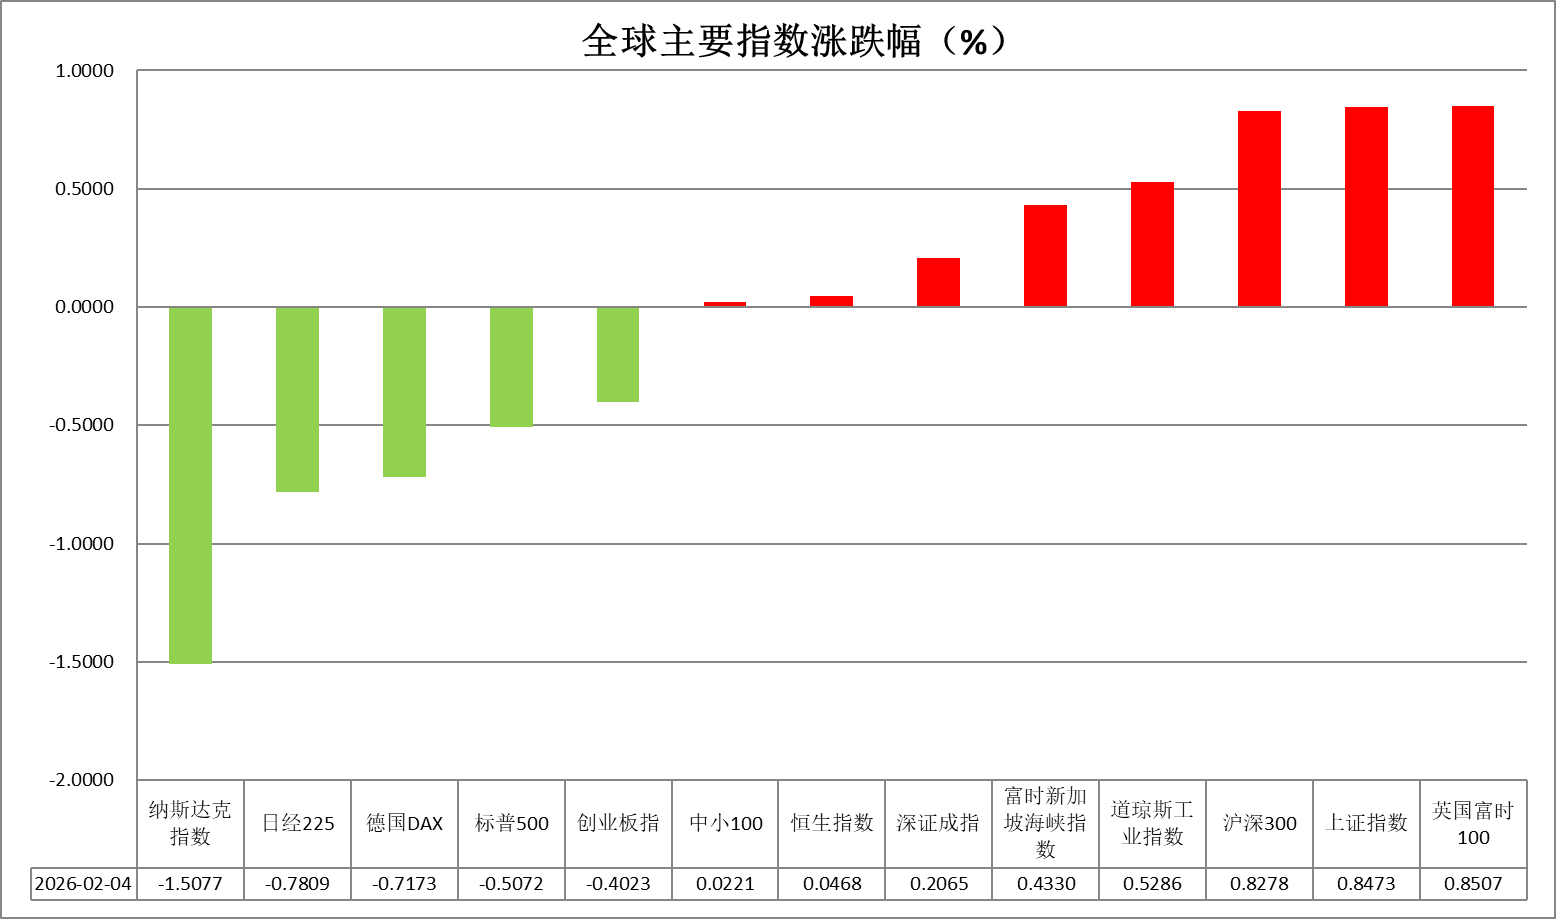 全球主要指数涨跌幅（%）
1.0000
0.5000
0.0000
-0.5000
-1.0000
-1.5000
-2.0000
纳斯达克
指数
日经225
德国DAX
标普500
创业板指
中小100
恒生指数
深证成指
富时新加
坡海峡指
数
道琼斯工
业指数
沪深300
上证指数
英国富时
100
2026-02-04 -1.5077 -0.7809 -0.7173 -0.5072 -0.4023 0.0221 0.0468 0.2065 0.4330 0.5286 0.8278 0.8473 0.8507